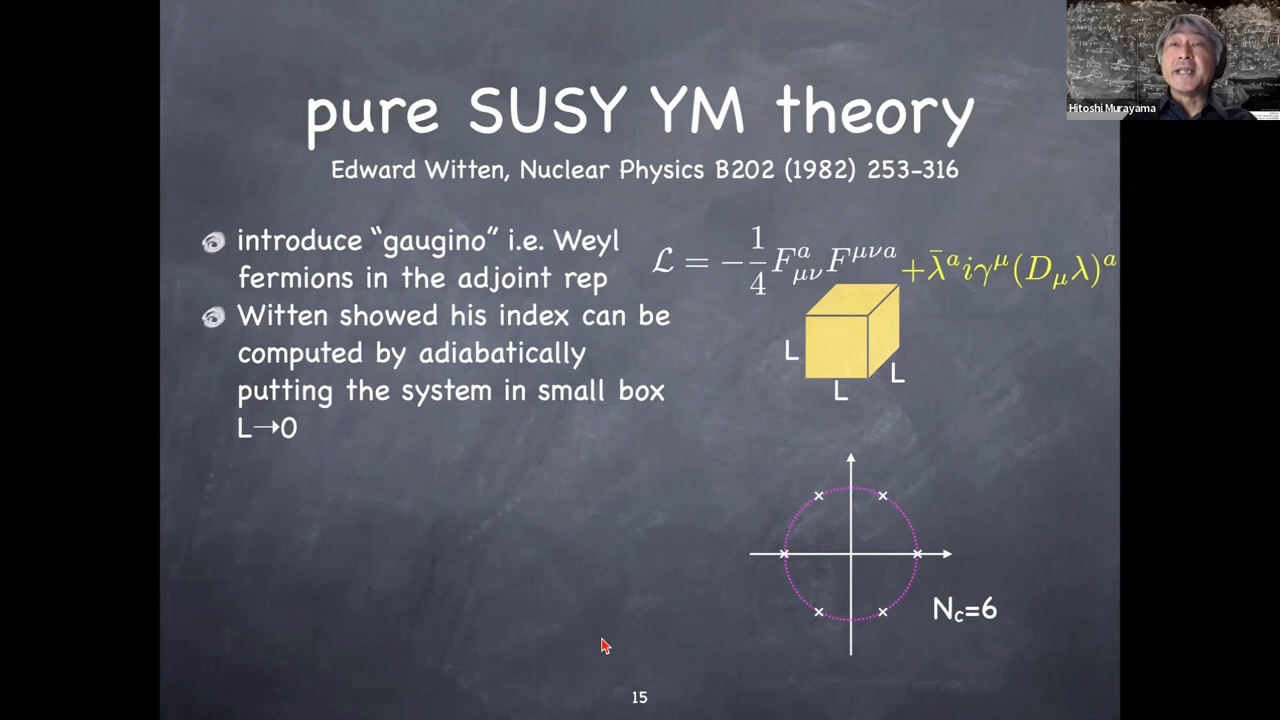 pure SUSY YM theory
Edward Witten, Nuclear Physics B202 (1982) 253-316
Hitoshi Murayama
introduce “gaugino” i.e. Weyl
fermions in the adjoint rep
Witten showed his index can be
computed by adiabatically
putting the system in small box
L→0
ℒ = −1/4 F^a_{μν} F^{μνa} + λ̄^a iγ^μ (D_μ λ)^a
L
L
L
N_c=6
15